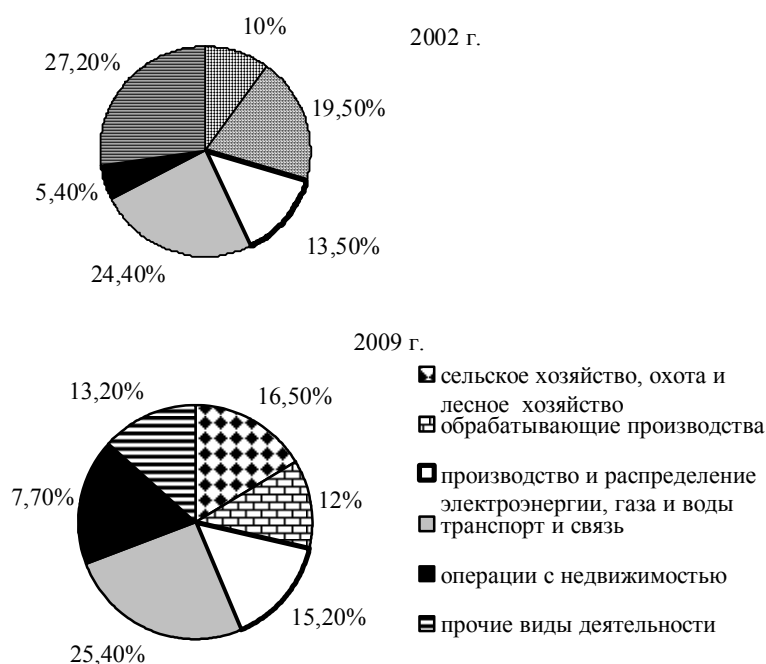 10%
2002 г.
27,20%
19,50%
5,40%
13,50%
24,40%
2009 г.
13,20%
16,50%
сельское хозяйство, охота и
лесное хозяйство
обрабатывающие производства
7,70%
12%
производство и распределение
электроэнергии, газа и воды
транспорт и связь
операции с недвижимостью
15,20%
прочие виды деятельности
25,40%